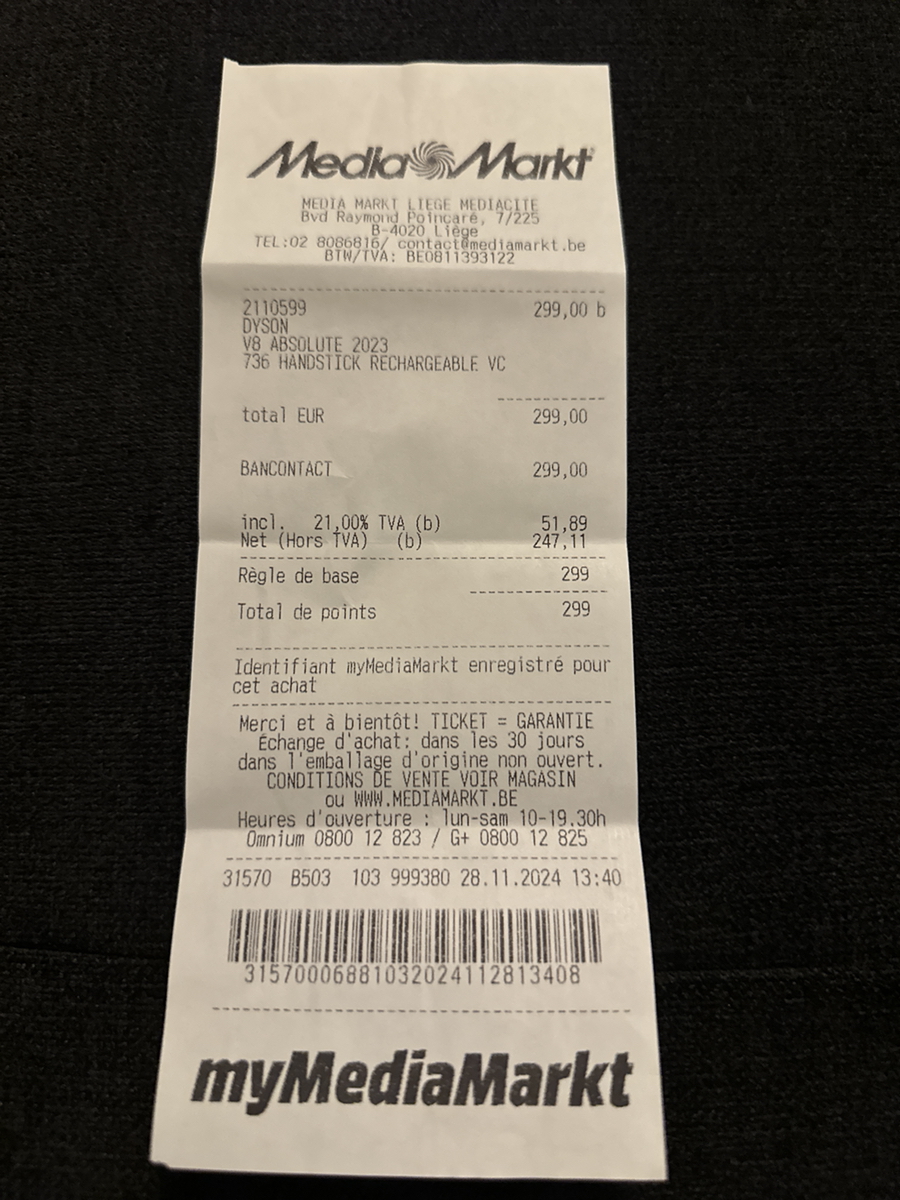 MediaMarkt
MEDIA MARKT LIEGE MEDIACITE
Bvd Raymond Poincaré, 7/225
B-4020 Liège
TEL:02 8086816/ contact@mediamarkt.be
BTW/TVA: BE0811393122
2110599 299,00 b
DYSON
V8 ABSOLUTE 2023
736 HANDSTICK RECHARGEABLE VC
total EUR 299,00
BANCONTACT 299,00
incl. 21,00% TVA (b) 51,89
Net (Hors TVA) (b) 247,11
Règle de base 299
Total de points 299
Identifiant myMediaMarkt enregistré pour
cet achat
Merci et à bientôt! TICKET = GARANTIE
Échange d'achat: dans les 30 jours
dans l'emballage d'origine non ouvert.
CONDITIONS DE VENTE VOIR MAGASIN
ou WWW.MEDIAMARKT.BE
Heures d'ouverture : lun-sam 10-19.30h
Omnium 0800 12 823 / G+ 0800 12 825
31570 B503 103 999380 28.11.2024 13:40
31570006881032024112813408
myMediaMarkt